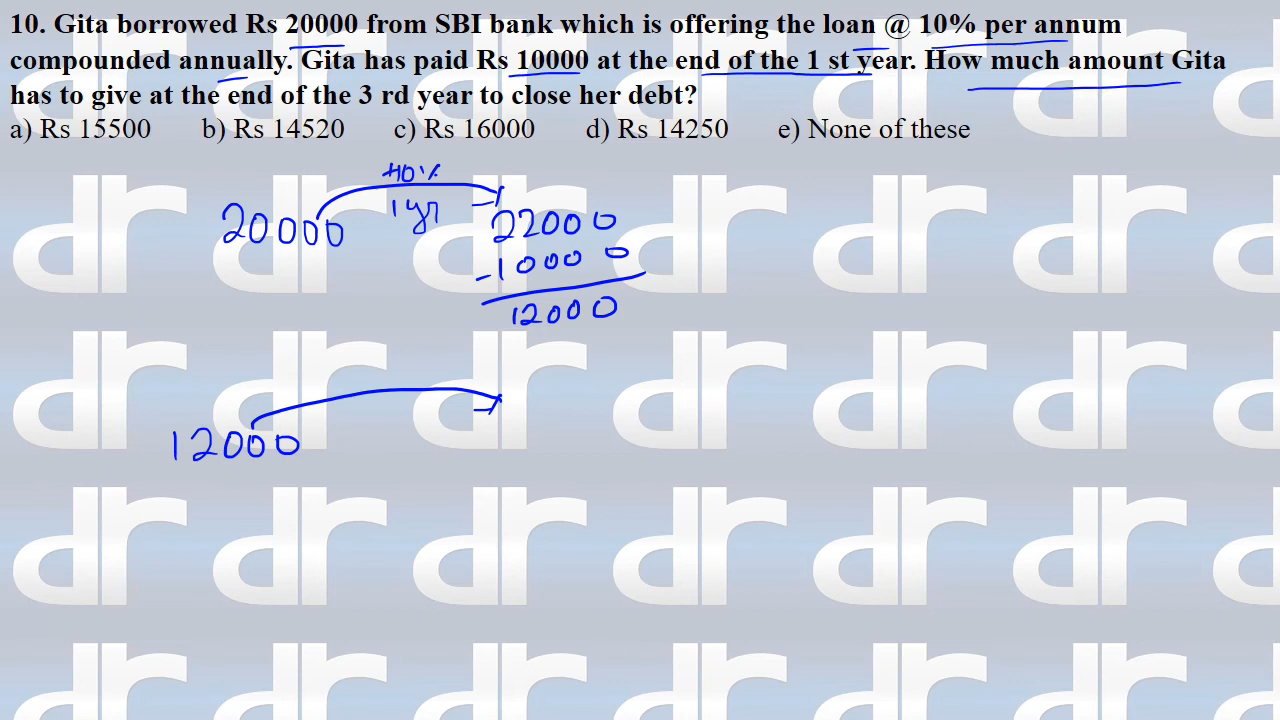 10. Gita borrowed Rs 20000 from SBI bank which is offering the loan @ 10% per annum
compounded annually. Gita has paid Rs 10000 at the end of the 1 st year. How much amount Gita
has to give at the end of the 3 rd year to close her debt?
a) Rs 15500 b) Rs 14520 c) Rs 16000 d) Rs 14250 e) None of these
+10%
20000 1 yr 22000
-10000
12000
12000